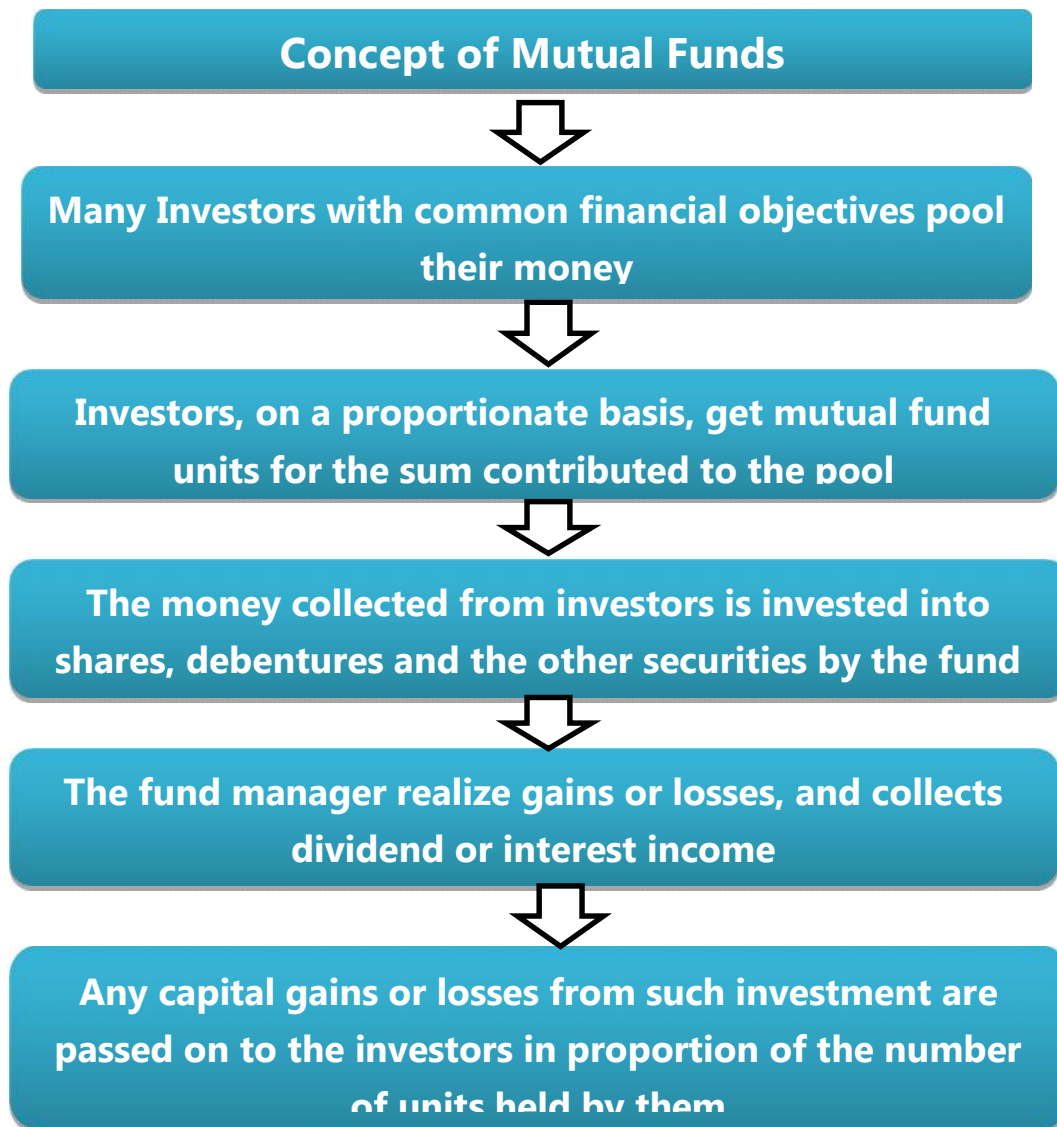 Concept of Mutual Funds
Many Investors with common financial objectives pool
their money
Investors, on a proportionate basis, get mutual fund
units for the sum contributed to the pool
The money collected from investors is invested into
shares, debentures and the other securities by the fund
The fund manager realize gains or losses, and collects
dividend or interest income
Any capital gains or losses from such investment are
passed on to the investors in proportion of the number
of units held by them